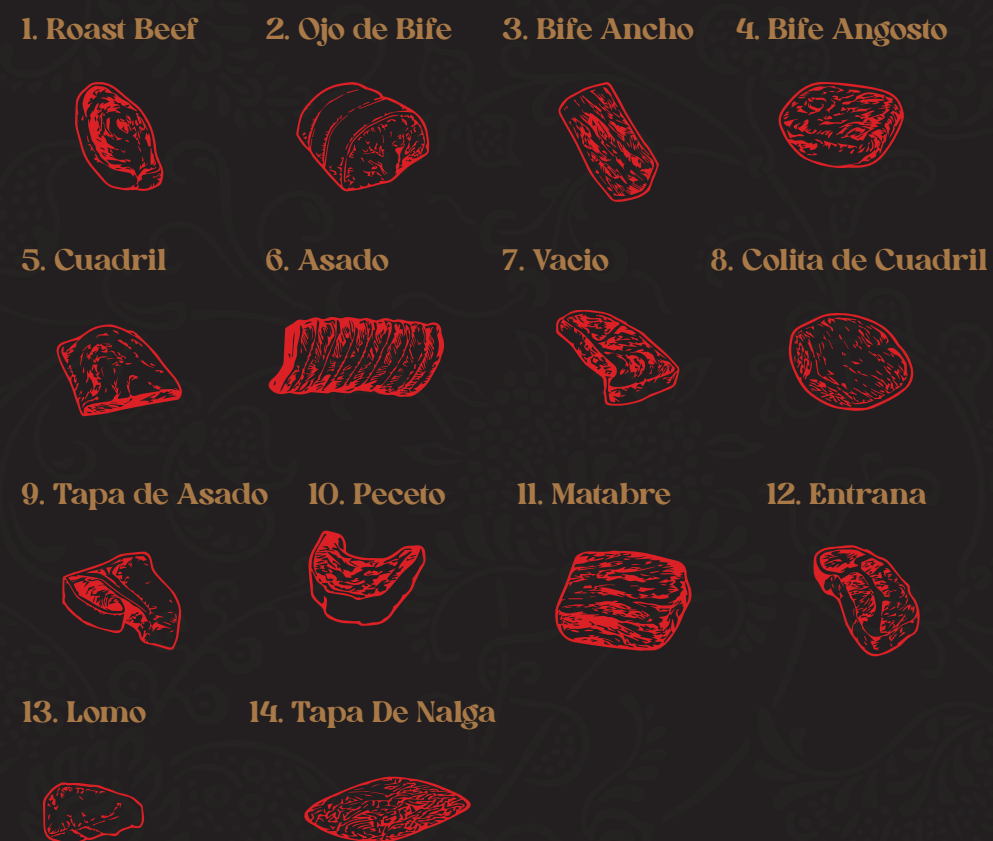 1. Roast Beef
2. Ojo de Bife
3. Bife Ancho
4. Bife Angosto
5. Cuadril
6. Asado
7. Vacio
8. Colita de Cuadril
9. Tapa de Asado
10. Peceto
11. Matabre
12. Entrana
13. Lomo
14. Tapa De Nalga